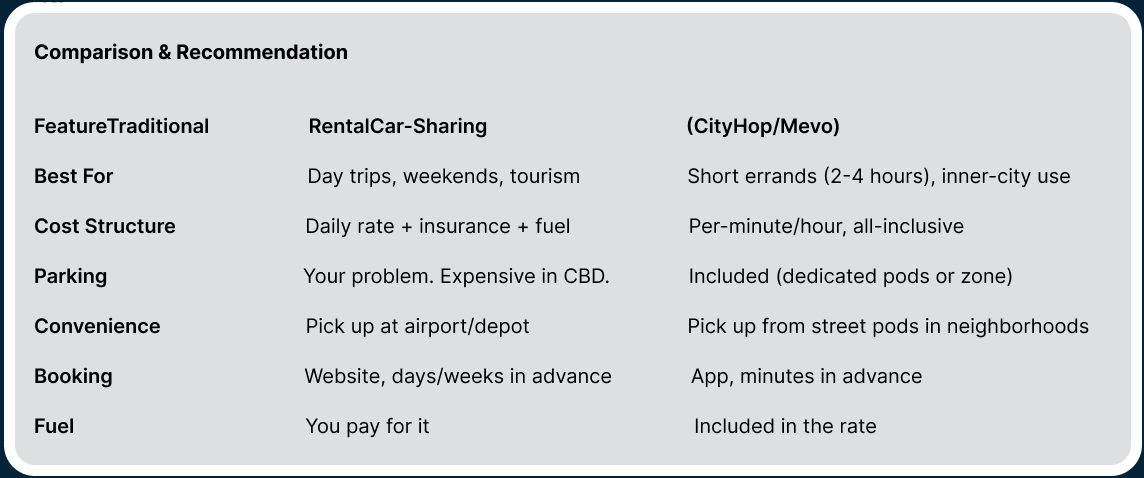 Comparison & Recommendation
FeatureTraditional RentalCar-Sharing (CityHop/Mevo)
Best For Day trips, weekends, tourism Short errands (2-4 hours), inner-city use
Cost Structure Daily rate + insurance + fuel Per-minute/hour, all-inclusive
Parking Your problem. Expensive in CBD. Included (dedicated pods or zone)
Convenience Pick up at airport/depot Pick up from street pods in neighborhoods
Booking Website, days/weeks in advance App, minutes in advance
Fuel You pay for it Included in the rate